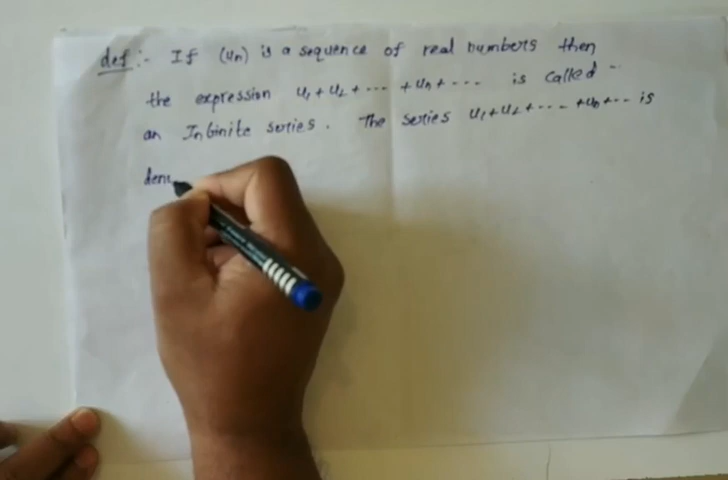 def:- If (un) is a sequence of real numbers then
the expression u1 + u2 + --- + un + --- is called -
an Infinite series. The series u1+u2+--- +un+--- is
den